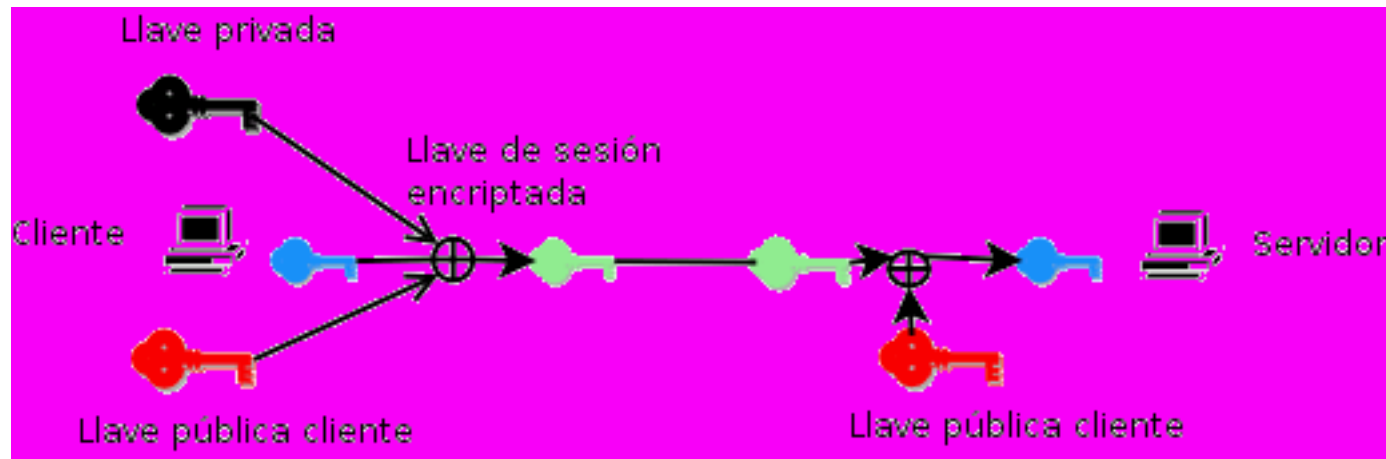 Llave privada
Llave de sesión
encriptada
Cliente
Servidor
Llave pública cliente
Llave pública cliente